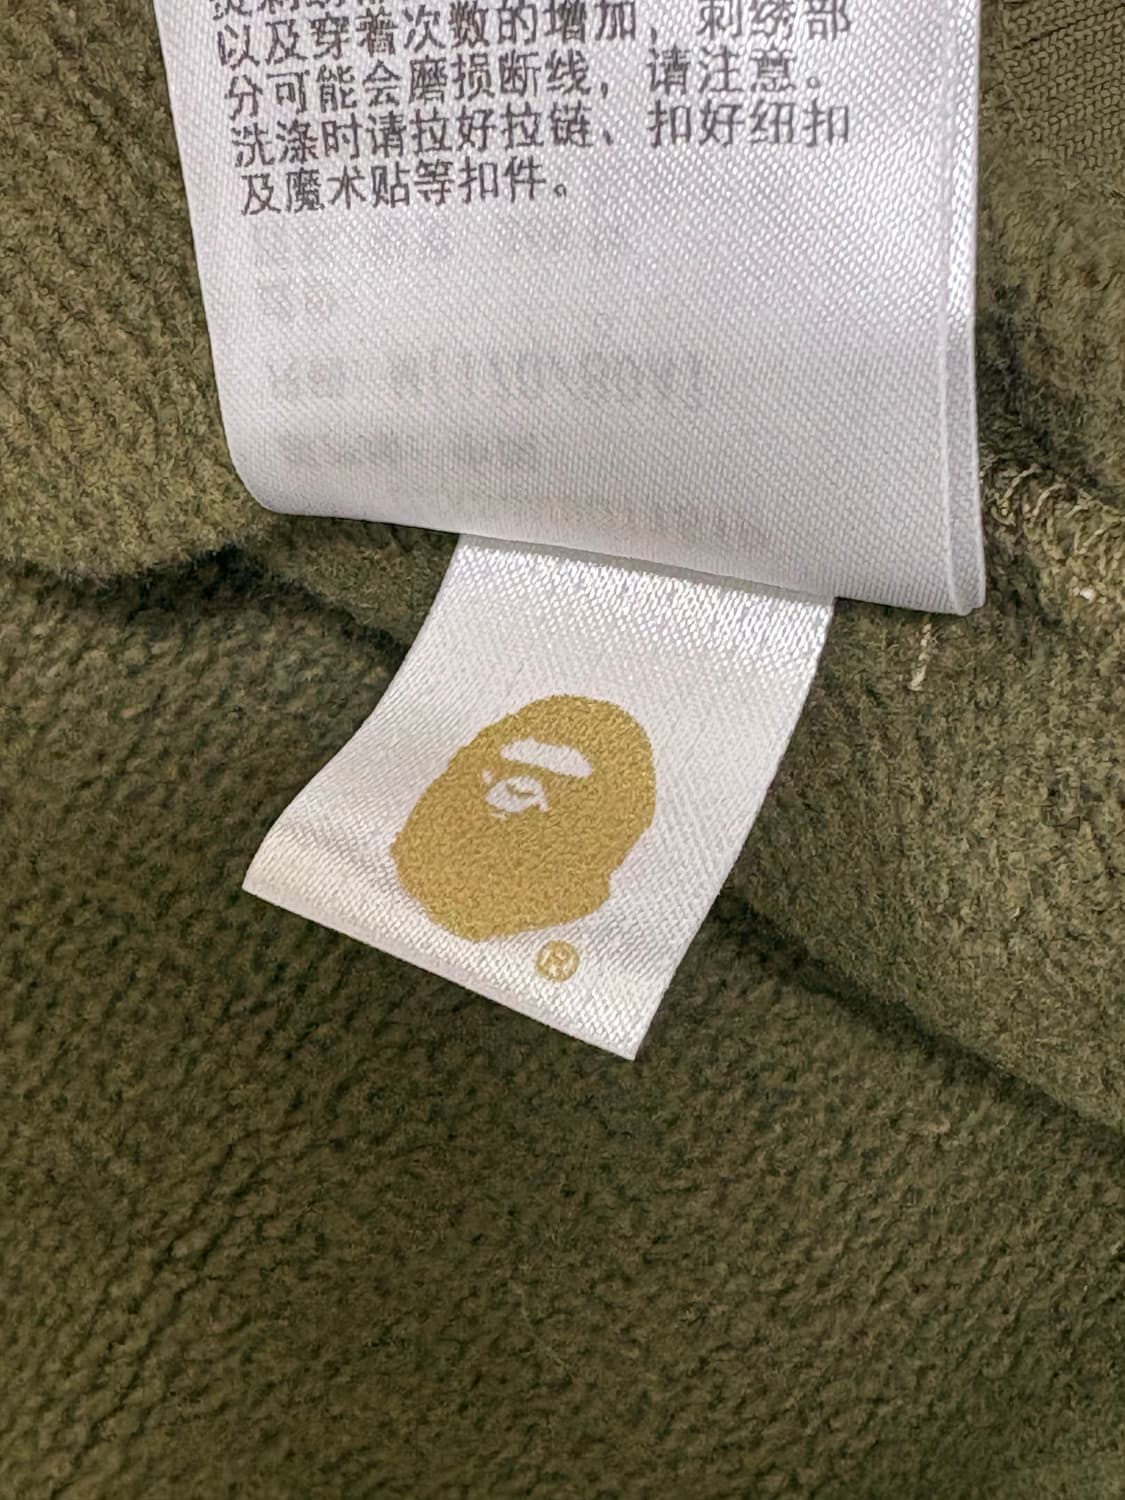 以及穿着次数的增加，刺绣部
分可能会磨损断线，请注意。
洗涤时请拉好拉链、扣好纽扣
及魔术贴等扣件。
®